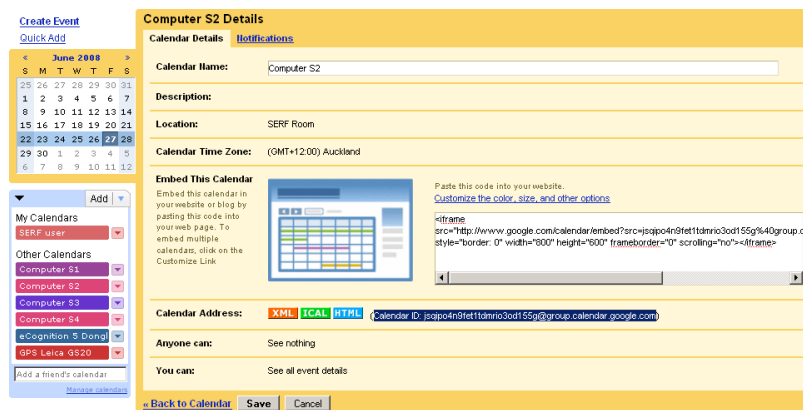 Create Event
Quick Add
« June 2008 »
S M T W T F S
25 26 27 28 29 30 31
1 2 3 4 5 6 7
8 9 10 11 12 13 14
15 16 17 18 19 20 21
22 23 24 25 26 27 28
29 30 1 2 3 4 5
6 7 8 9 10 11 12
Add
My Calendars
SERF user
Other Calendars
Computer S1
Computer S2
Computer S3
Computer S4
eCognition 5 Dongl
GPS Leica GS20
Add a friend's calendar
Manage calendars
Computer S2 Details
Calendar Details Notifications
Calendar Name: Computer S2
Description:
Location: SERF Room
Calendar Time Zone: (GMT+12:00) Auckland
Embed This Calendar
Embed this calendar in
your website or blog by
pasting this code into
your web page. To
embed multiple
calendars, click on the
Customize Link
Paste this code into your website.
Customize the color, size, and other options
<iframe
src="http://www.google.com/calendar/embed?src=jsqipo4n9fet1tdmrio3od155g%40group.c
style="border: 0" width="800" height="600" frameborder="0" scrolling="no"></iframe>
Calendar Address: XML ICAL HTML (Calendar ID: jsqipo4n9fet1tdmrio3od155g@group.calendar.google.com)
Anyone can: See nothing
You can: See all event details
« Back to Calendar Save Cancel